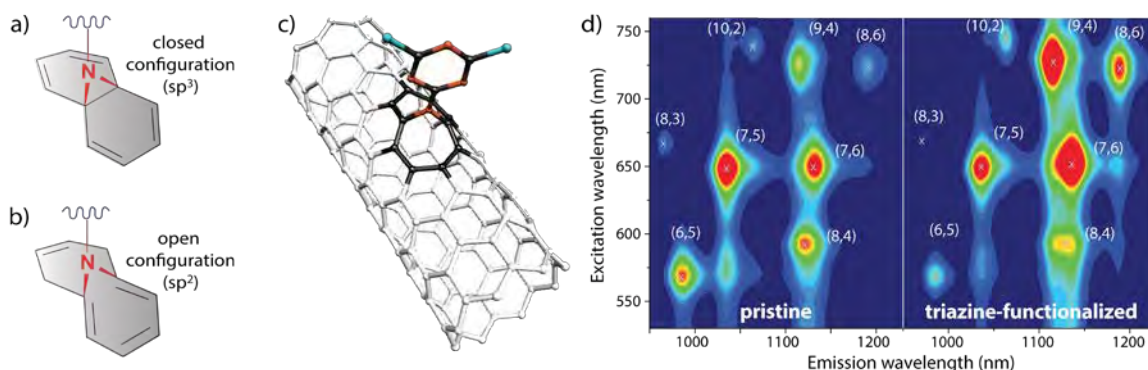 a)
N
closed
configuration
(sp³)
b)
N
open
configuration
(sp²)
c)
d)
Excitation wavelength (nm)
750
700
650
600
550
(10,2)
(9,4)
(8,6)
(8,3)
(7,5)
(7,6)
(6,5)
(8,4)
pristine
(10,2)
(9,4)
(8,6)
(8,3)
(7,5)
(7,6)
(6,5)
(8,4)
triazine-functionalized
1000 1100 1200 1000 1100 1200
Emission wavelength (nm)